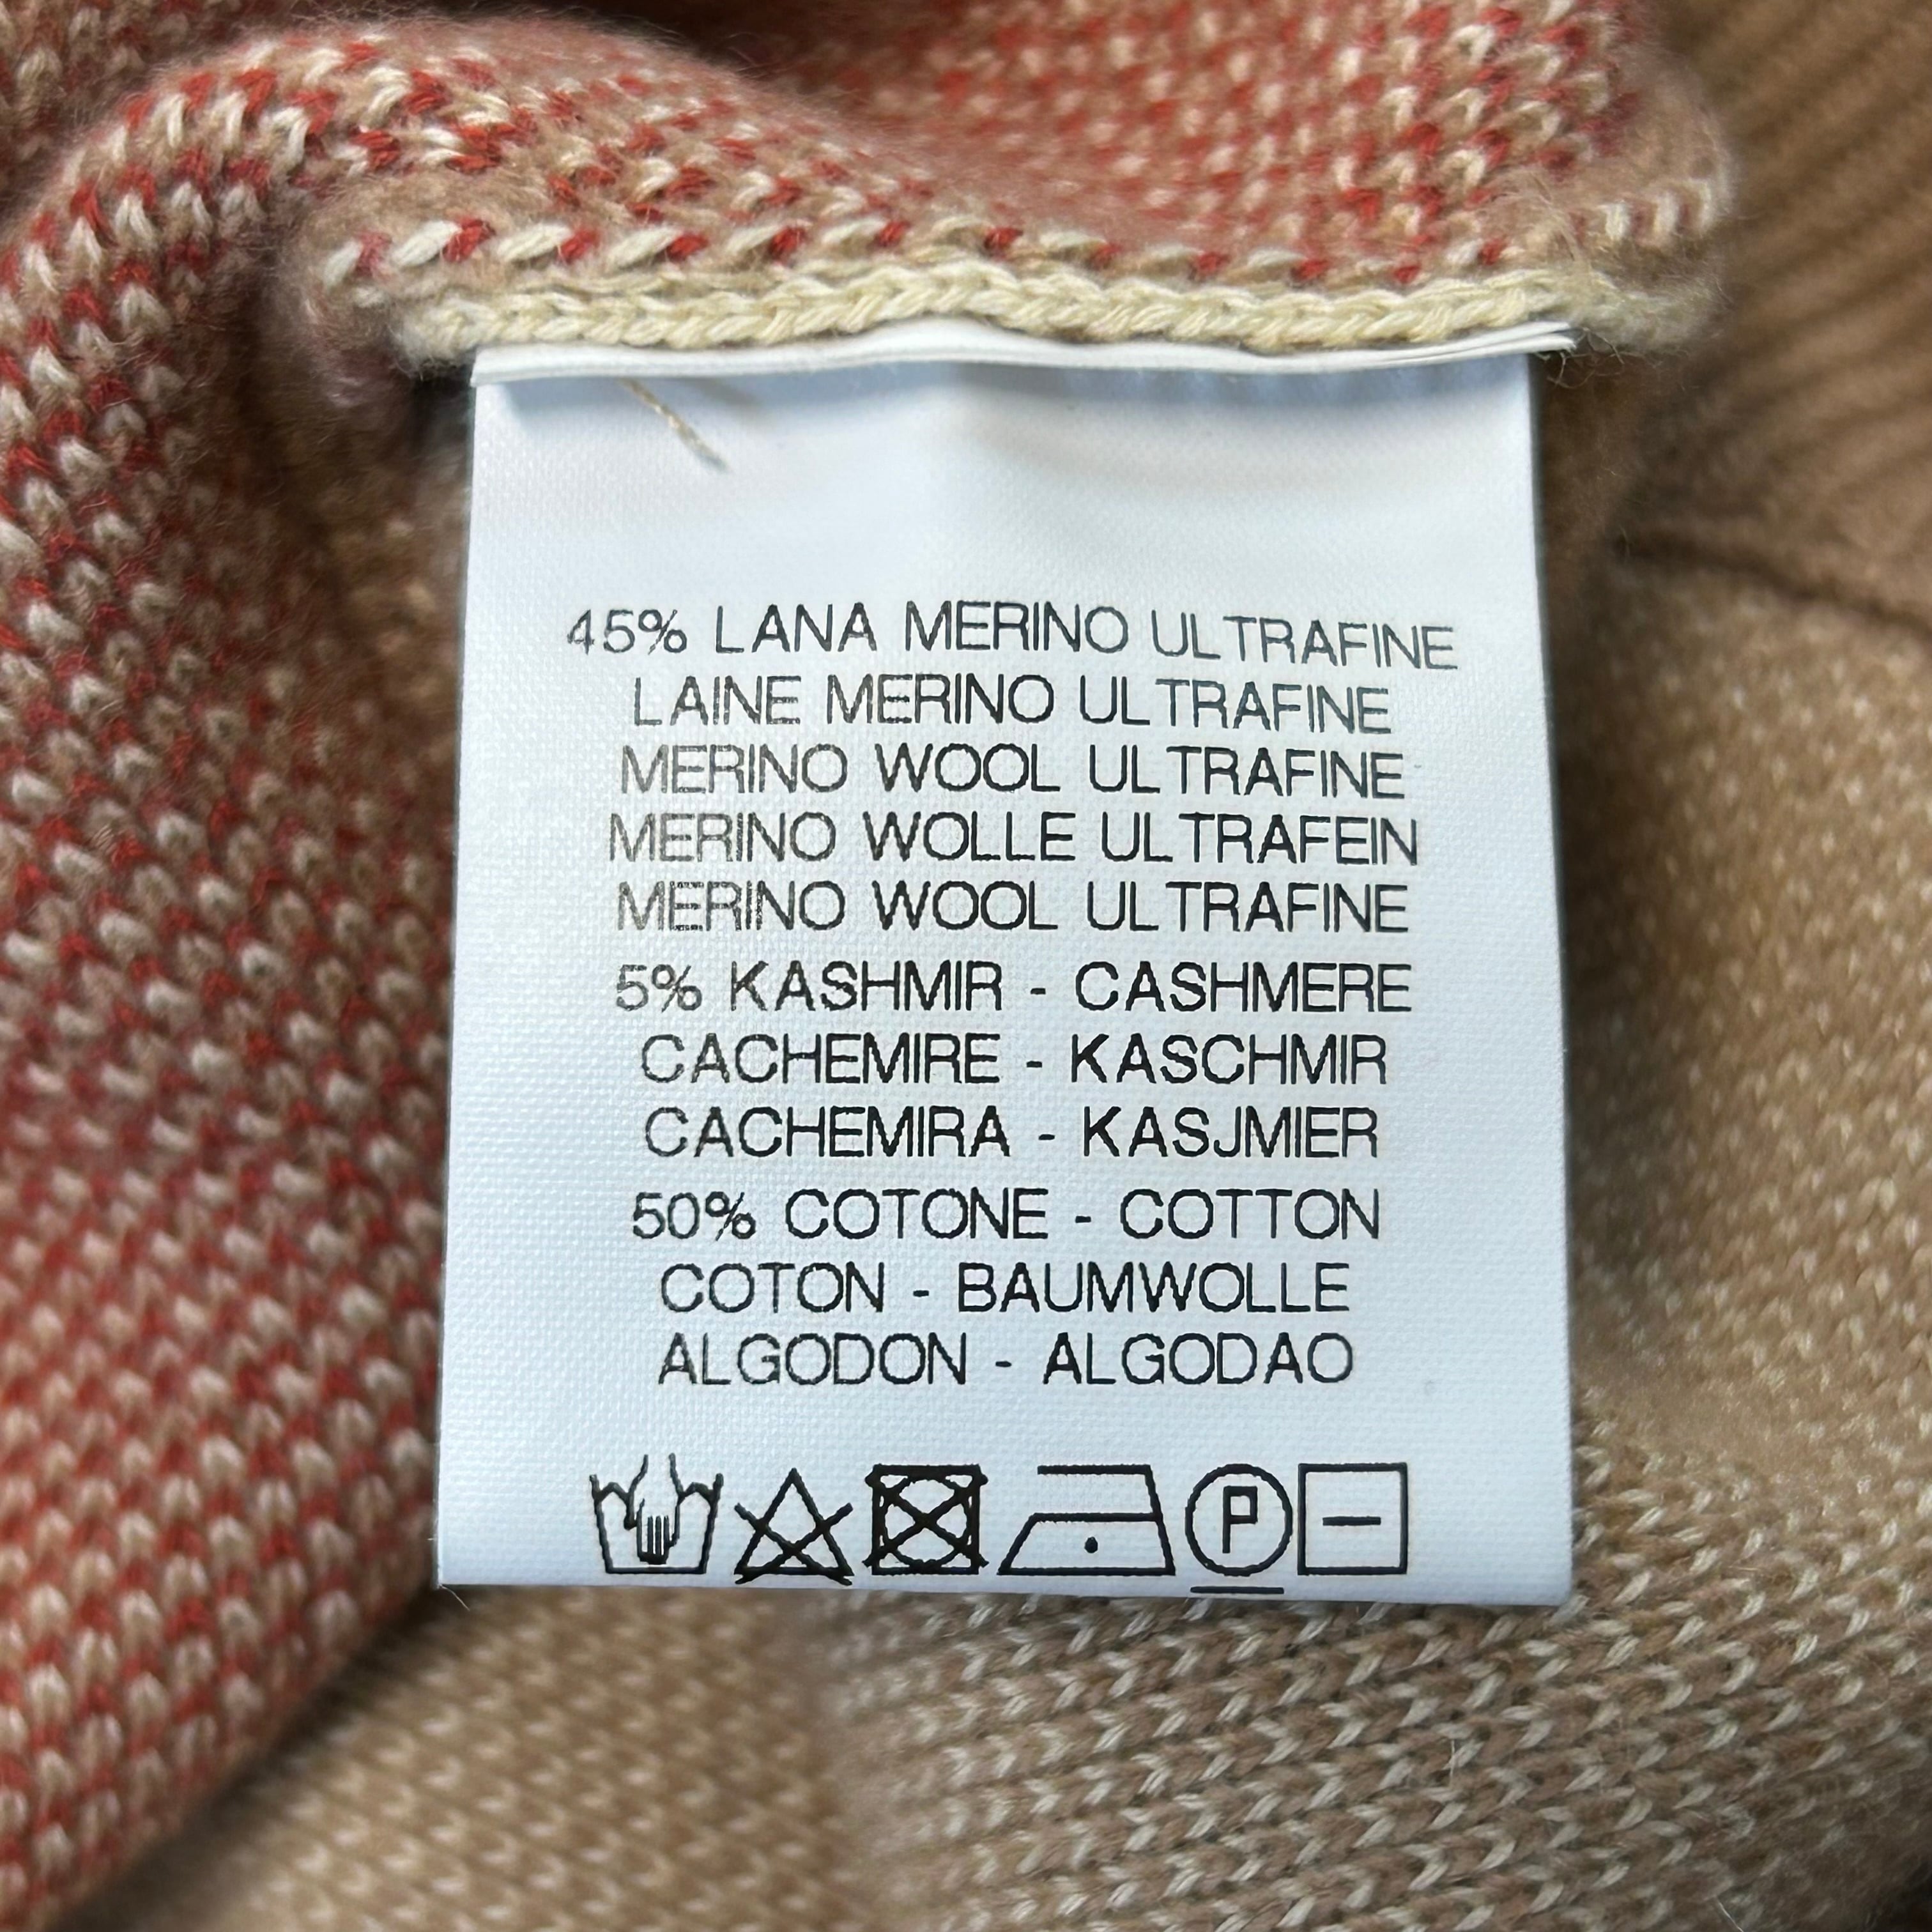 45% LANA MERINO ULTRAFINE
LAINE MERINO ULTRAFINE
MERINO WOOL ULTRAFINE
MERINO WOLLE ULTRAFEIN
MERINO WOOL ULTRAFINE
5% KASHMIR - CASHMERE
CACHEMIRE - KASCHMIR
CACHEMIRA - KASJMIER
50% COTONE - COTTON
COTON - BAUMWOLLE
ALGODON - ALGODAO
P